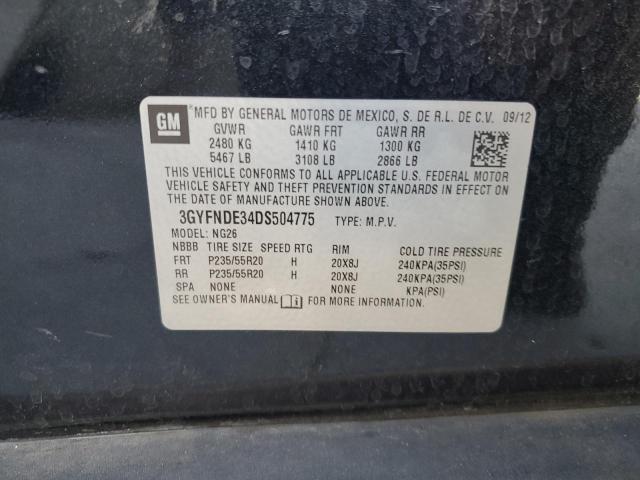 GM
MFD BY GENERAL MOTORS DE MEXICO, S. DE R.L. DE C.V. 09/12
GVWR GAWR FRT GAWR RR
2480 KG 1410 KG 1300 KG
5467 LB 3108 LB 2866 LB
THIS VEHICLE CONFORMS TO ALL APPLICABLE U.S. FEDERAL MOTOR
VEHICLE SAFETY AND THEFT PREVENTION STANDARDS IN EFFECT ON
THE DATE OF MANUFACTURE SHOWN ABOVE.
3GYFNDE34DS504775 TYPE: M.P.V.
MODEL: NG26
NBBB TIRE SIZE SPEED RTG RIM COLD TIRE PRESSURE
FRT P235/55R20 H 20X8J 240KPA(35PSI)
RR P235/55R20 H 20X8J 240KPA(35PSI)
SPA NONE NONE KPA(PSI)
SEE OWNER'S MANUAL FOR MORE INFORMATION.